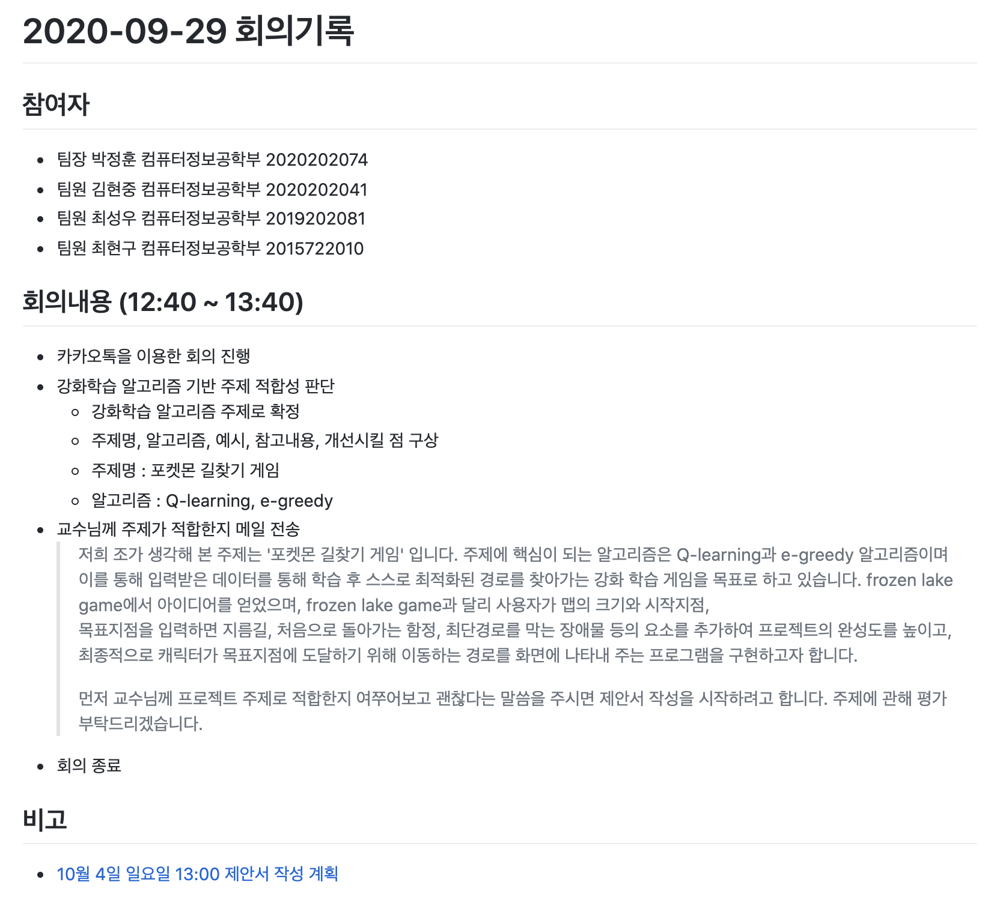 2020-09-29 회의기록
참여자
팀장 박정훈 컴퓨터정보공학부 2020202074
팀원 김현중 컴퓨터정보공학부 2020202041
팀원 최성우 컴퓨터정보공학부 2019202081
팀원 최현구 컴퓨터정보공학부 2015722010
회의내용 (12:40 ~ 13:40)
카카오톡을 이용한 회의 진행
강화학습 알고리즘 기반 주제 적합성 판단
강화학습 알고리즘 주제로 확정
주제명, 알고리즘, 예시, 참고내용, 개선시킬 점 구상
주제명 : 포켓몬 길찾기 게임
알고리즘 : Q-learning, e-greedy
교수님께 주제가 적합한지 메일 전송
저희 조가 생각해 본 주제는 '포켓몬 길찾기 게임' 입니다. 주제에 핵심이 되는 알고리즘은 Q-learning과 e-greedy 알고리즘이며
이를 통해 입력받은 데이터를 통해 학습 후 스스로 최적화된 경로를 찾아가는 강화 학습 게임을 목표로 하고 있습니다. frozen lake
game에서 아이디어를 얻었으며, frozen lake game과 달리 사용자가 맵의 크기와 시작지점,
목표지점을 입력하면 지름길, 처음으로 돌아가는 함정, 최단경로를 막는 장애물 등의 요소를 추가하여 프로젝트의 완성도를 높이고,
최종적으로 캐릭터가 목표지점에 도달하기 위해 이동하는 경로를 화면에 나타내 주는 프로그램을 구현하고자 합니다.
먼저 교수님께 프로젝트 주제로 적합한지 여쭈어보고 괜찮다는 말씀을 주시면 제안서 작성을 시작하려고 합니다. 주제에 관해 평가
부탁드리겠습니다.
회의 종료
비고
10월 4일 일요일 13:00 제안서 작성 계획